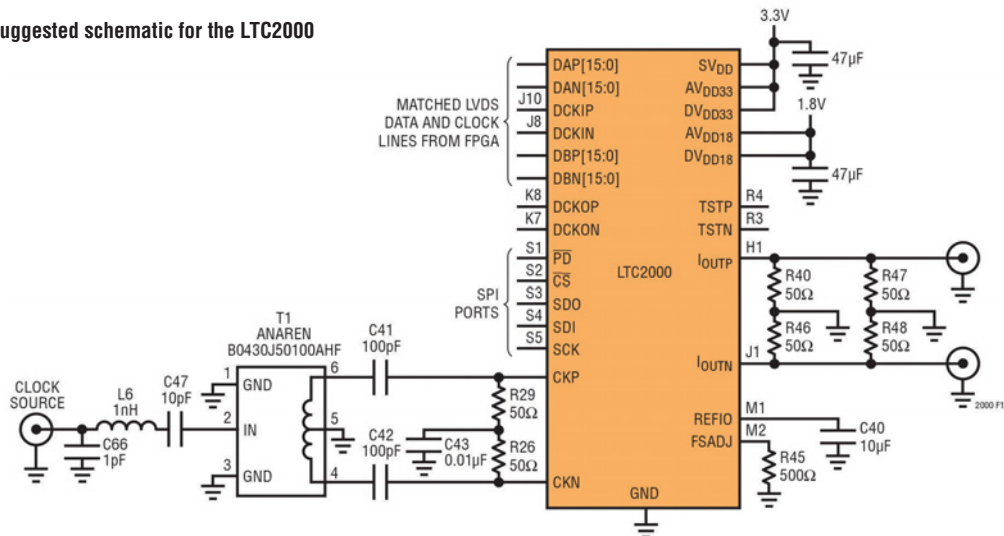 uggested schematic for the LTC2000
3.3V
47µF
1.8V
47µF
MATCHED LVDS
DATA AND CLOCK
LINES FROM FPGA
DAP[15:0]
DAN[15:0]
J10
DCKIP
J8
DCKIN
DBP[15:0]
DBN[15:0]
K8
DCKOP
K7
DCKON
SPI
PORTS
S1
PD
S2
CS
S3
SDO
S4
SDI
S5
SCK
CKP
CKN
LTC2000
GND
SVDD
AVDD33
DVDD33
AVDD18
DVDD18
TSTP
R4
TSTN
R3
IOUTP
H1
IOUTN
J1
REFIO
M1
FSADJ
M2
R40
50Ω
R46
50Ω
R47
50Ω
R48
50Ω
2000 F1
C40
10µF
R45
500Ω
CLOCK
SOURCE
C66
1pF
L6
1nH
C47
10pF
T1
ANAREN
B0430J50100AHF
1
GND
2
IN
3
GND
6
5
4
C41
100pF
C42
100pF
C43
0.01µF
R29
50Ω
R26
50Ω